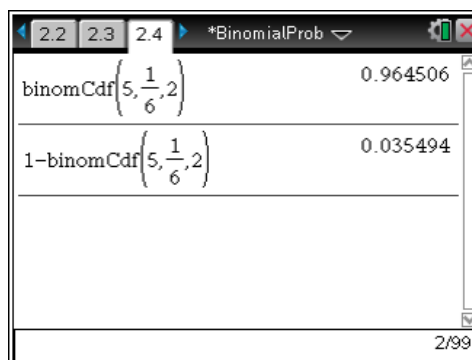 2.2 2.3 2.4 *BinomialProb
binomCdf(5,1/6,2) 0.964506
1−binomCdf(5,1/6,2) 0.035494
2/99